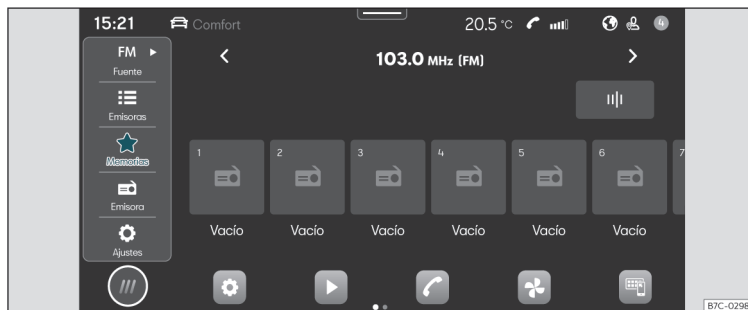 15:21 Comfort 20.5 °C 4
FM
Fuente
103.0 MHz (FM)
Emisoras
Memorias
1 2 3 4 5 6 7
Emisora
Vacío Vacío Vacío Vacío Vacío Vacío
Ajustes
B7C-0298